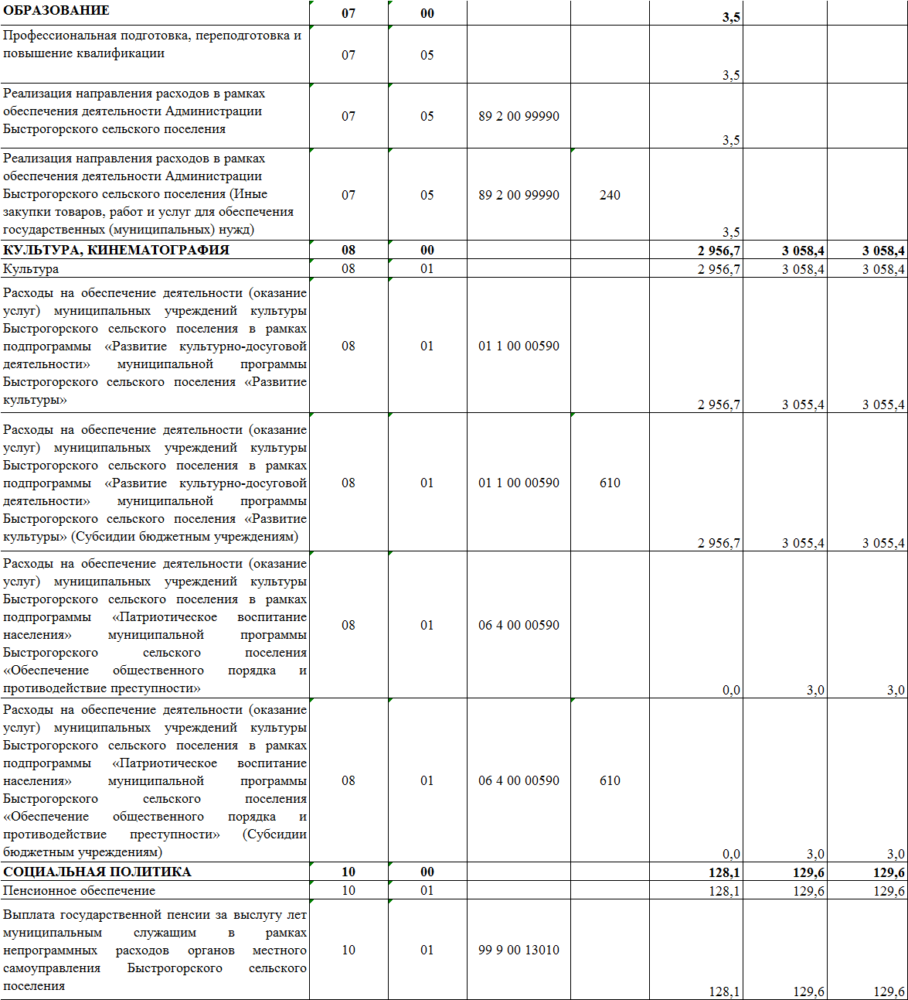 ОБРАЗОВАНИЕ 07 00 3,5
Профессиональная подготовка, переподготовка и
повышение квалификации 07 05 3,5
Реализация направления расходов в рамках
обеспечения деятельности Администрации
Быстрогорского сельского поселения 07 05 89 2 00 99990 3,5
Реализация направления расходов в рамках
обеспечения деятельности Администрации
Быстрогорского сельского поселения (Иные
закупки товаров, работ и услуг для обеспечения
государственных (муниципальных) нужд) 07 05 89 2 00 99990 240 3,5
КУЛЬТУРА, КИНЕМАТОГРАФИЯ 08 00 2 956,7 3 058,4 3 058,4
Культура 08 01 2 956,7 3 058,4 3 058,4
Расходы на обеспечение деятельности (оказание
услуг) муниципальных учреждений культуры
Быстрогорского сельского поселения в рамках
подпрограммы «Развитие культурно-досуговой
деятельности» муниципальной программы
Быстрогорского сельского поселения «Развитие
культуры» 08 01 01 1 00 00590 2 956,7 3 055,4 3 055,4
Расходы на обеспечение деятельности (оказание
услуг) муниципальных учреждений культуры
Быстрогорского сельского поселения в рамках
подпрограммы «Развитие культурно-досуговой
деятельности» муниципальной программы
Быстрогорского сельского поселения «Развитие
культуры» (Субсидии бюджетным учреждениям) 08 01 01 1 00 00590 610 2 956,7 3 055,4 3 055,4
Расходы на обеспечение деятельности (оказание
услуг) муниципальных учреждений культуры
Быстрогорского сельского поселения в рамках
подпрограммы «Патриотическое воспитание
населения» муниципальной программы
Быстрогорского сельского поселения
«Обеспечение общественного порядка и
противодействие преступности» 08 01 06 4 00 00590 0,0 3,0 3,0
Расходы на обеспечение деятельности (оказание
услуг) муниципальных учреждений культуры
Быстрогорского сельского поселения в рамках
подпрограммы «Патриотическое воспитание
населения» муниципальной программы
Быстрогорского сельского поселения
«Обеспечение общественного порядка и
противодействие преступности» (Субсидии
бюджетным учреждениям) 08 01 06 4 00 00590 610 0,0 3,0 3,0
СОЦИАЛЬНАЯ ПОЛИТИКА 10 00 128,1 129,6 129,6
Пенсионное обеспечение 10 01 128,1 129,6 129,6
Выплата государственной пенсии за выслугу лет
муниципальным служащим в рамках
непрограммных расходов органов местного
самоуправления Быстрогорского сельского
поселения 10 01 99 9 00 13010 128,1 129,6 129,6